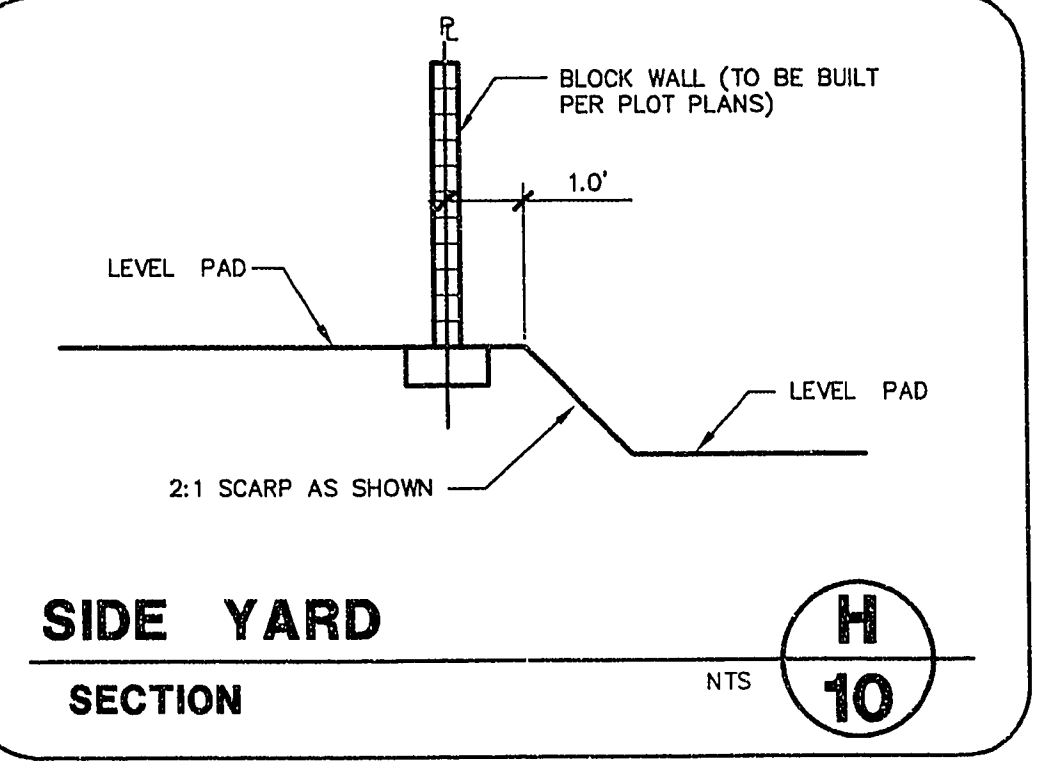 PL
BLOCK WALL (TO BE BUILT
PER PLOT PLANS)
1.0'
LEVEL PAD
LEVEL PAD
2:1 SCARP AS SHOWN
SIDE YARD
SECTION
NTS
H
10